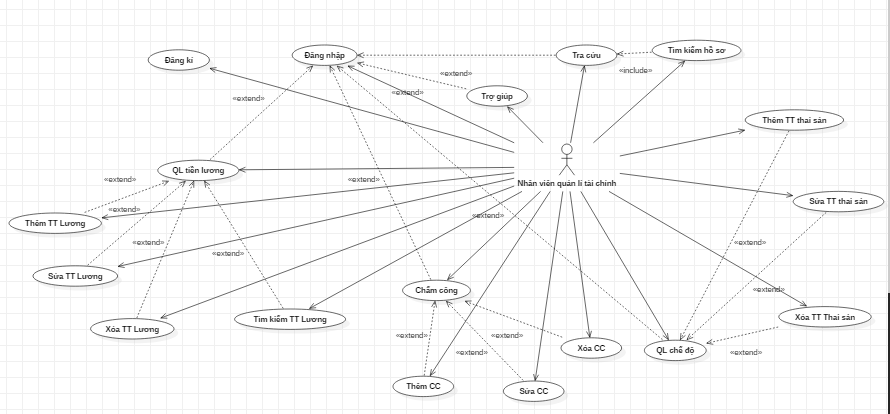 Đăng kí
Đăng nhập
Tra cứu
Tìm kiếm hồ sơ
«include»
«extend»
«extend»
«extend»
Trợ giúp
Thêm TT thai sản
Nhân viên quản lí tài chính
QL tiền lương
«extend»
«extend»
«extend»
Thêm TT Lương
«extend»
Sửa TT thai sản
«extend»
«extend»
«extend»
Sửa TT Lương
Chấm công
«extend»
Xóa TT Lương
Tìm kiếm TT Lương
Xóa TT Thai sản
«extend»
«extend»
«extend»
«extend»
Xóa CC
QL chế độ
Thêm CC
Sửa CC